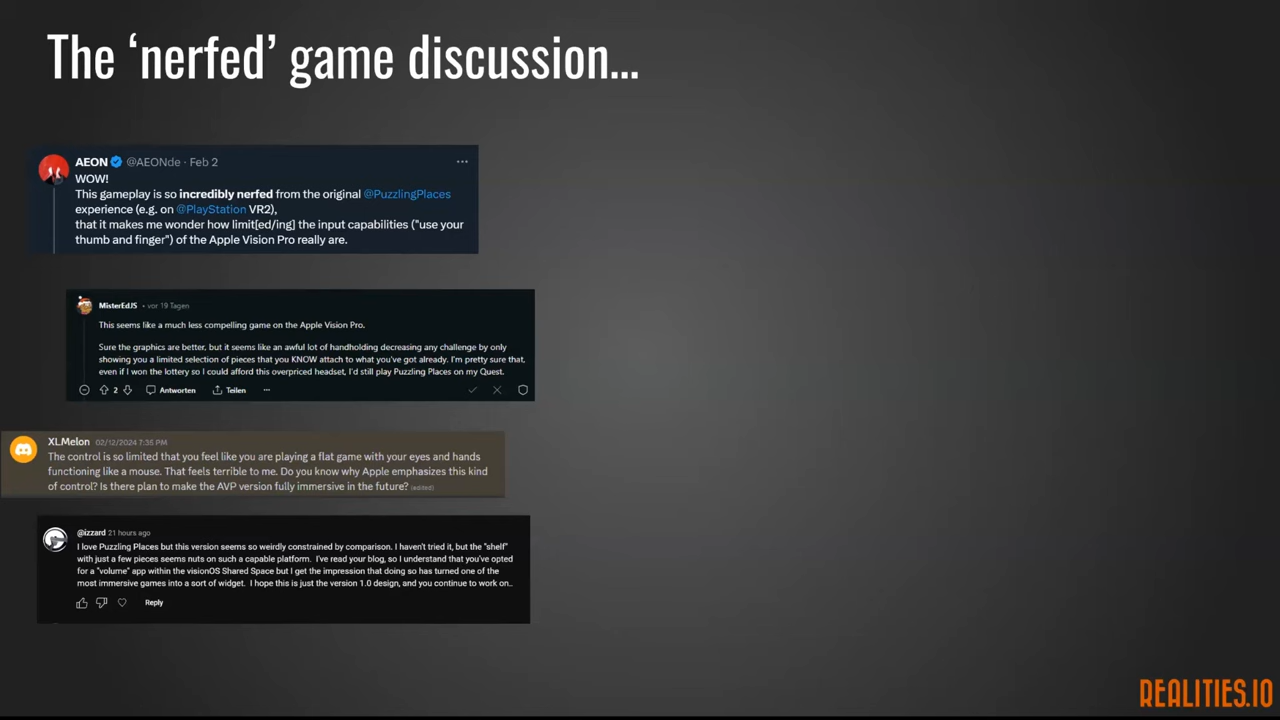 The ‘nerfed’ game discussion...
AEON @AEONde · Feb 2 ...
WOW!
This gameplay is so incredibly nerfed from the original @PuzzlingPlaces
experience (e.g. on @PlayStation VR2),
that it makes me wonder how limit[ed/ing] the input capabilities ("use your
thumb and finger") of the Apple Vision Pro really are.
MisterEdJS • vor 19 Tagen
This seems like a much less compelling game on the Apple Vision Pro.
Sure the graphics are better, but it seems like an awful lot of handholding decreasing any challenge by only
showing you a limited selection of pieces that you KNOW attach to what you've got already. I'm pretty sure that,
even if I won the lottery so I could afford this overpriced headset, I'd still play Puzzling Places on my Quest.
2 Antworten Teilen ...
XLMelon 02/12/2024 7:35 PM
The control is so limited that you feel like you are playing a flat game with your eyes and hands
functioning like a mouse. That feels terrible to me. Do you know why Apple emphasizes this kind
of control? Is there plan to make the AVP version fully immersive in the future? (edited)
@izzard 21 hours ago
I love Puzzling Places but this version seems so weirdly constrained by comparison. I haven't tried it, but the "shelf"
with just a few pieces seems nuts on such a capable platform. I've read your blog, so I understand that you've opted
for a "volume" app within the visionOS Shared Space but I get the impression that doing so has turned one of the
most immersive games into a sort of widget. I hope this is just the version 1.0 design, and you continue to work on..
Reply
REALITIES.IO